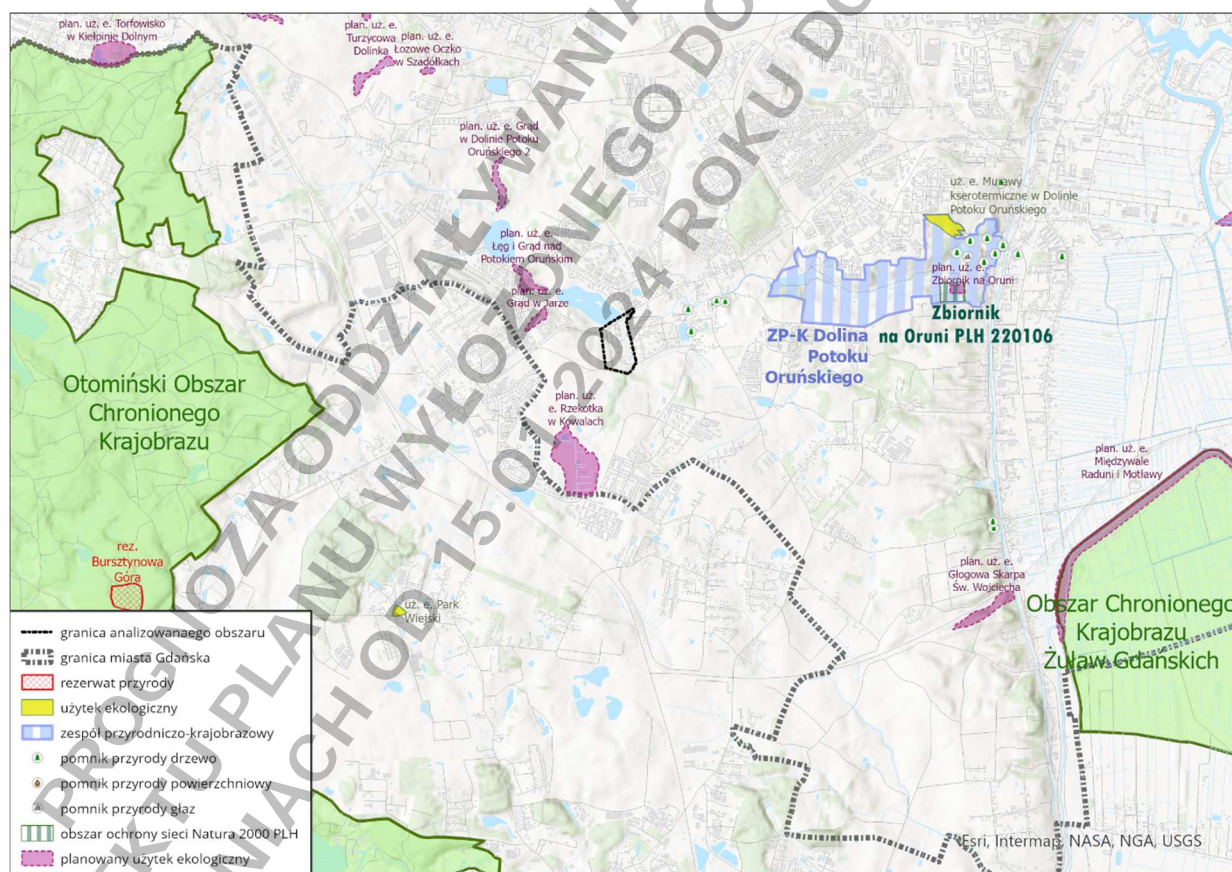 plan. uż. e. Torfowisko
w Kiełpinie Dolnym
plan. uż. e.
Turzycowa
Dolinka
plan. uż. e.
Łozowe Oczko
w Szadółkach
plan. uż. e. Grąd
w Dolinie Potoku
Oruńskiego 2
uż. e. Murawy
kserotermiczne w Dolinie
Potoku Oruńskiego
plan. uż. e.
Łęg i Grąd nad
Potokiem Oruńskim
plan. uż. e.
Grąd w Jarze
plan. uż. e.
Zbiornik na Oruni
Zbiornik
na Oruni PLH 220106
ZP-K Dolina
Potoku
Oruńskiego
Otomiński Obszar
Chronionego
Krajobrazu
plan. uż.
e. Rzekotka
w Kowalach
plan. uż. e.
Międzywale
Raduni i Motławy
rez.
Bursztynowa
Góra
uż. e. Park
Wiejski
plan. uż. e.
Głogowa Skarpa
Św. Wojciecha
Obszar Chronionego
Krajobrazu
Żuław Gdańskich
granica analizowanaego obszaru
granica miasta Gdańska
rezerwat przyrody
użytek ekologiczny
zespół przyrodniczo-krajobrazowy
pomnik przyrody drzewo
pomnik przyrody powierzchniowy
pomnik przyrody głaz
obszar ochrony sieci Natura 2000 PLH
planowany użytek ekologiczny
Esri, Intermap, NASA, NGA, USGS
PROGNOZA ODDZIAŁYWANIA
PROJEKTU PLANU WYŁOŻONEGO DO
DNIACH OD 15.07.2024 ROKU DO